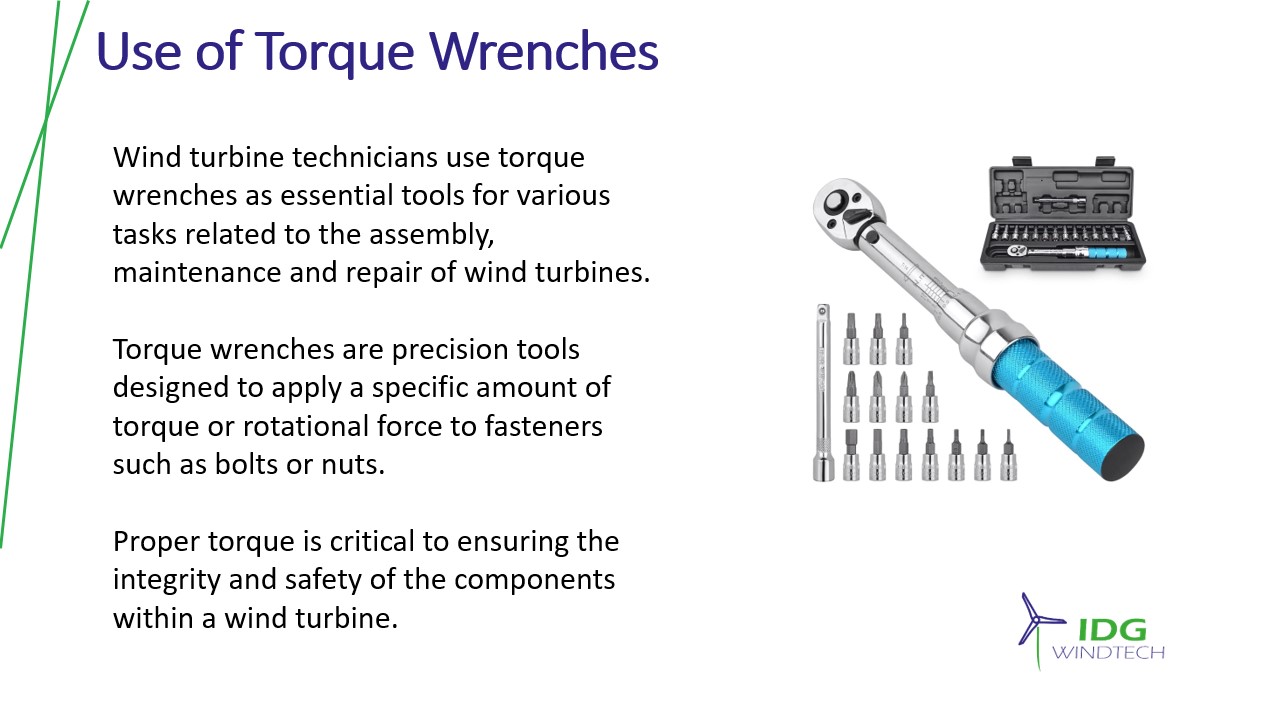 Use of Torque Wrenches
Wind turbine technicians use torque
wrenches as essential tools for various
tasks related to the assembly,
maintenance and repair of wind turbines.
Torque wrenches are precision tools
designed to apply a specific amount of
torque or rotational force to fasteners
such as bolts or nuts.
Proper torque is critical to ensuring the
integrity and safety of the components
within a wind turbine.
IDG
WINDTECH